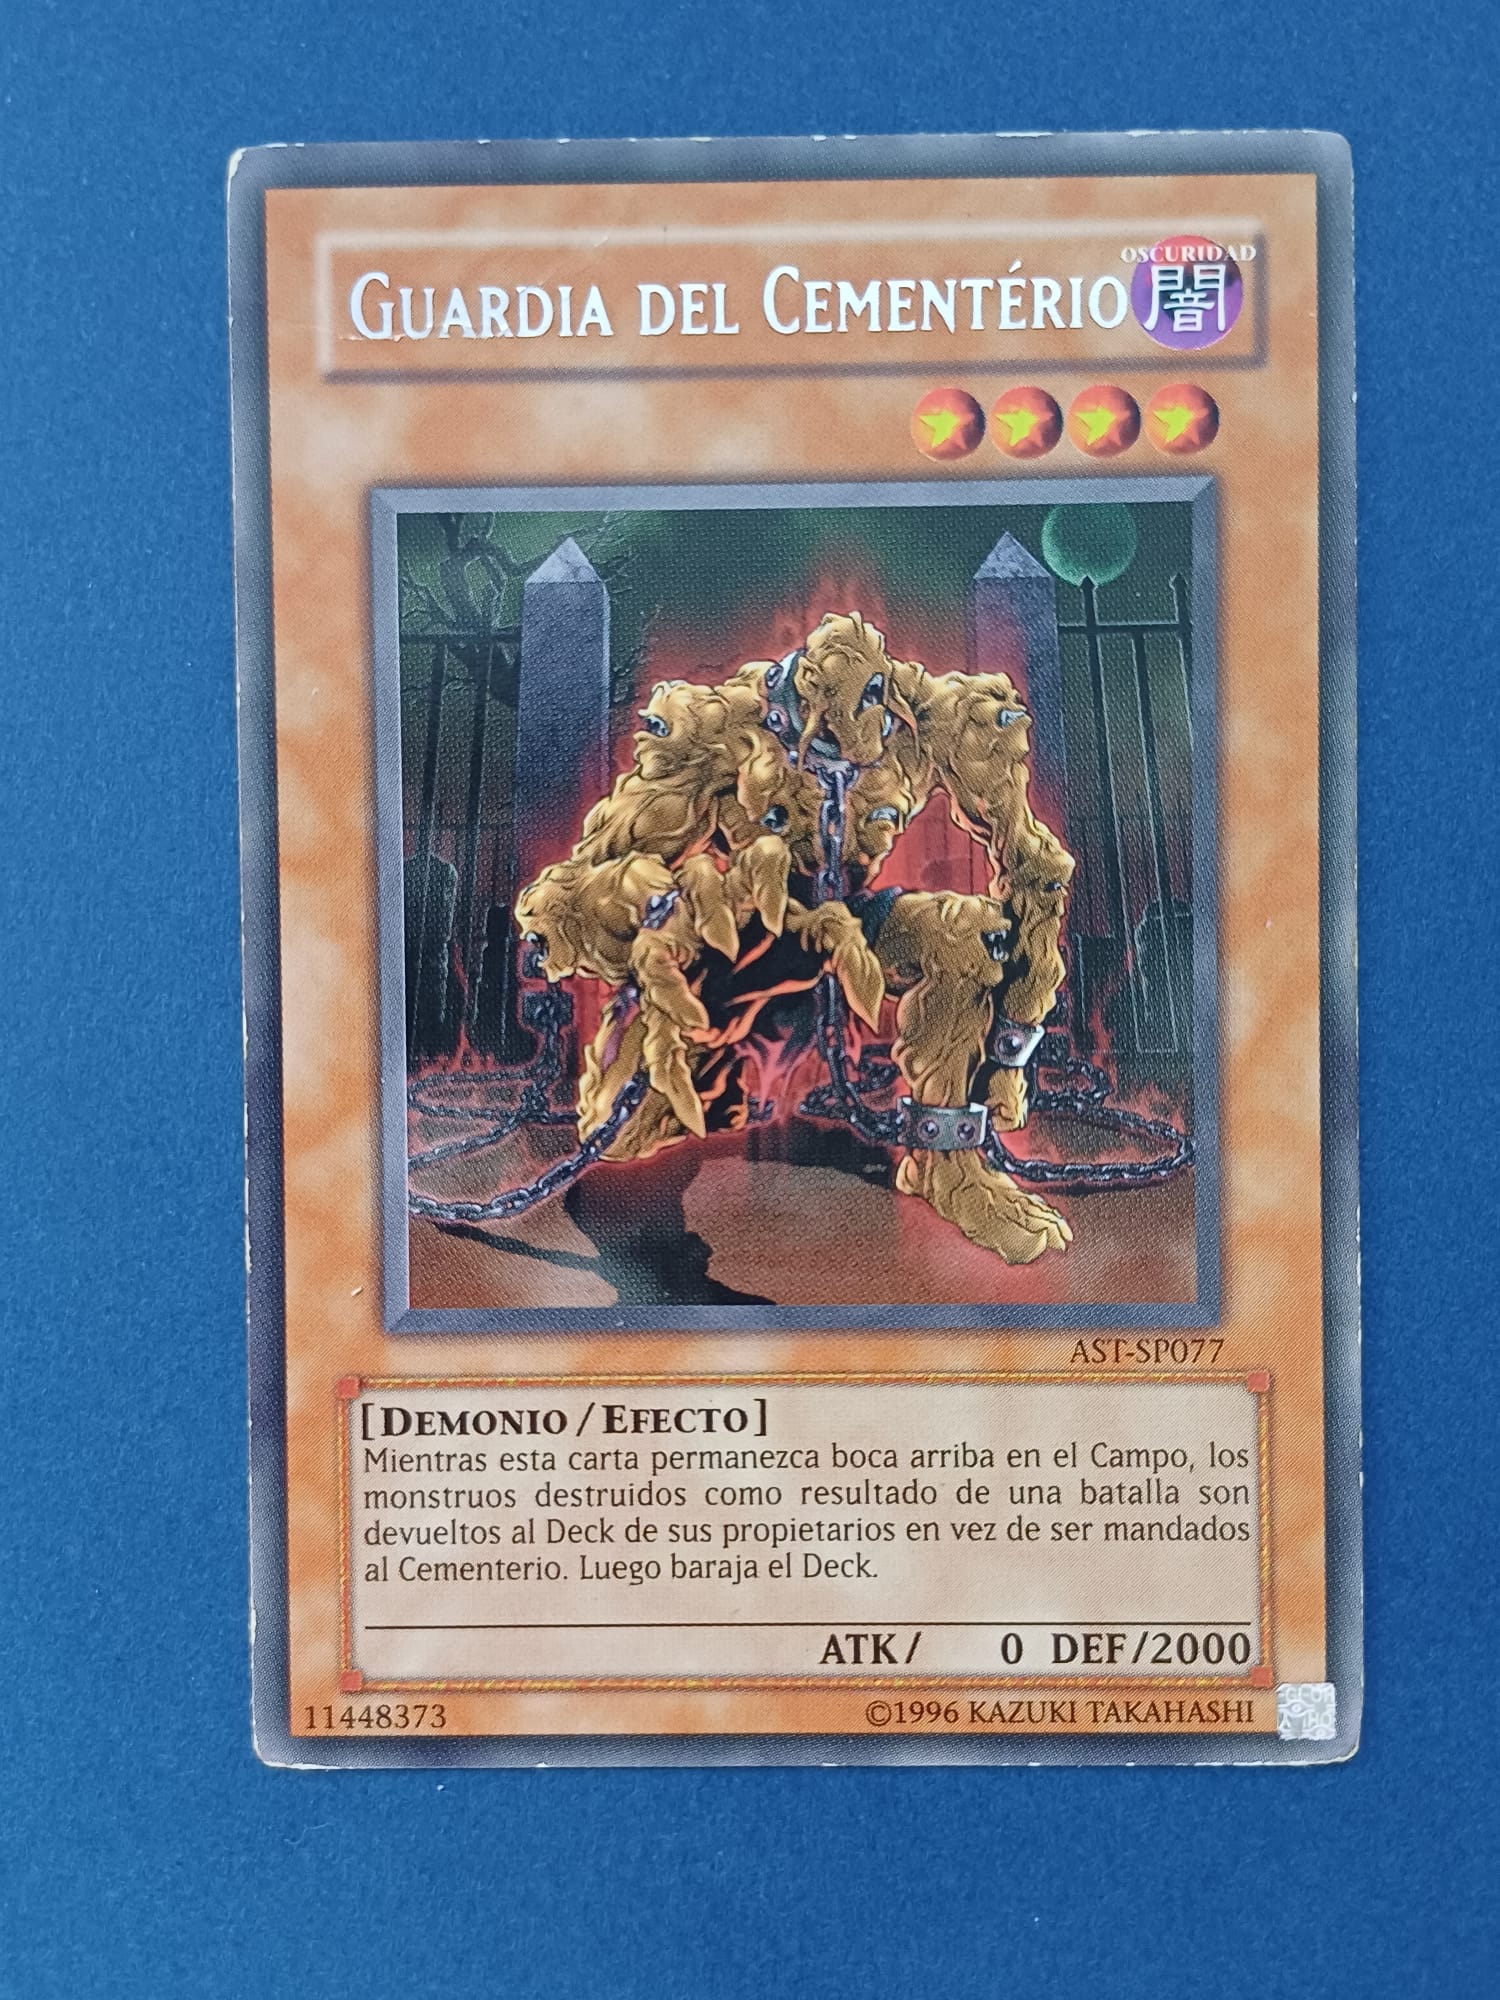 GUARDIA DEL CEMENTÉRIO
OSCURIDAD
闇
AST-SP077
[DEMONIO/EFECTO]
Mientras esta carta permanezca boca arriba en el Campo, los
monstruos destruidos como resultado de una batalla son
devueltos al Deck de sus propietarios en vez de ser mandados
al Cementerio. Luego baraja el Deck.
ATK/ 0 DEF/2000
11448373
©1996 KAZUKI TAKAHASHI